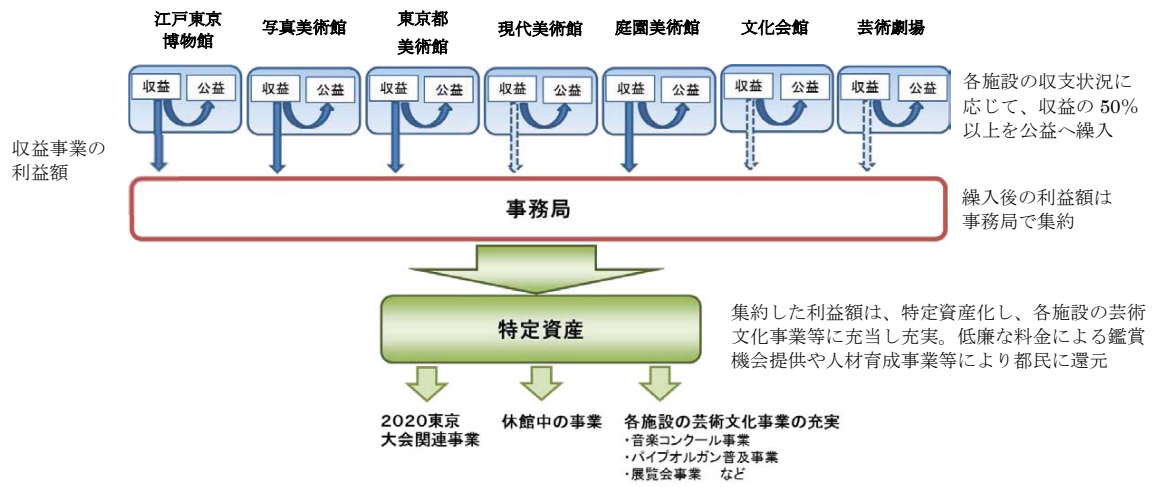 江戸東京
博物館
写真美術館
東京都
美術館
現代美術館
庭園美術館
文化会館
芸術劇場
収益
公益
収益
公益
収益
公益
収益
公益
収益
公益
収益
公益
収益
公益
各施設の収支状況に
応じて、収益の 50%
以上を公益へ繰入
収益事業の
利益額
事務局
繰入後の利益額は
事務局で集約
特定資産
集約した利益額は、特定資産化し、各施設の芸術
文化事業等に充当し充実。低廉な料金による鑑賞
機会提供や人材育成事業等により都民に還元
2020東京
大会関連事業
休館中の事業
各施設の芸術文化事業の充実
・音楽コンクール事業
・パイプオルガン普及事業
・展覧会事業 など